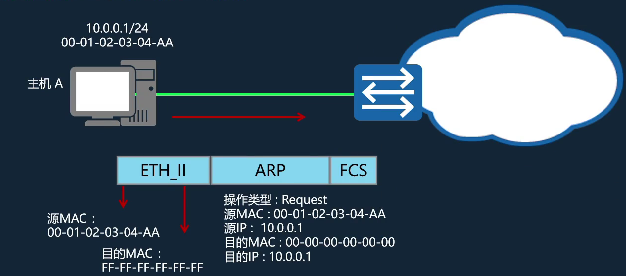 10.0.0.1/24
00-01-02-03-04-AA
主机 A
ETH_II
ARP
FCS
源MAC：
00-01-02-03-04-AA
目的MAC：
FF-FF-FF-FF-FF-FF
操作类型 : Request
源MAC : 00-01-02-03-04-AA
源IP： 10.0.0.1
目的MAC : 00-00-00-00-00-00
目的IP : 10.0.0.1